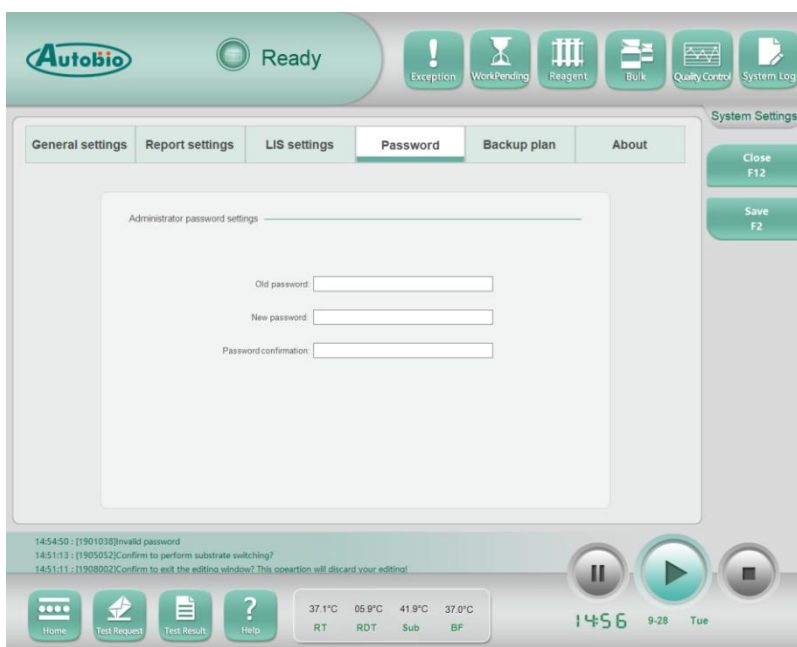 Autobio
Ready
Exception
WorkPending
Reagent
Bulk
Quality Control
System Log
System Settings
General settings
Report settings
LIS settings
Password
Backup plan
About
Close
F12
Save
F2
Administrator password settings
Old password:
New password:
Password confirmation:
14:54:50 : [1901038]Invalid password
14:51:13 : [1905052]Confirm to perform substrate switching?
14:51:11 : [1908002]Confirm to exit the editing window? This opeartion will discard your editing!
Home
Test Request
Test Result
?
Help
37.1°C 05.9°C 41.9°C 37.0°C
RT RDT Sub BF
14:56 9-28 Tue